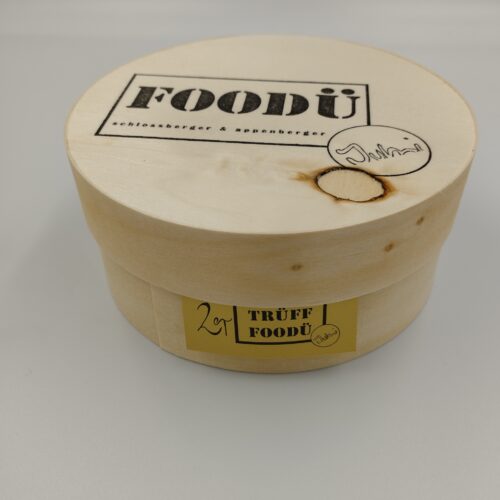 FOODÜ
schlossberger & appenberger
Juhui
2er
TRÜFF
FOODÜ
Juhui